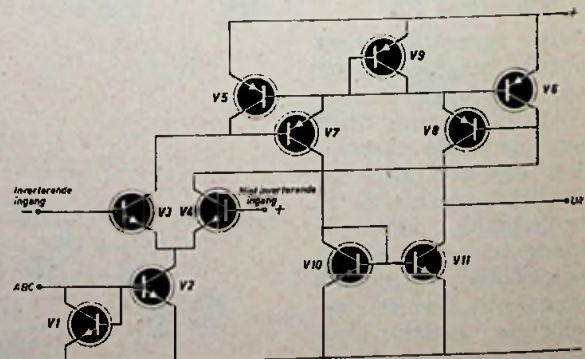 +
V9
V5
V6
V7
V8
Inverterende
ingang
−
V3
V4
Niet inverterende
ingang
+
Uit
V10
V11
ABC
V2
V1
−